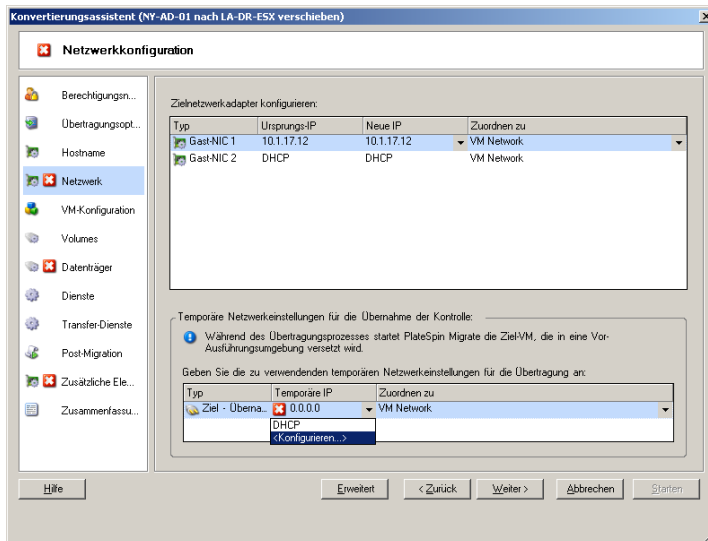 Konvertierungsassistent (NY-AD-01 nach LA-DR-ESX verschieben)
Netzwerkkonfiguration
Berechtigungsn...
Übertragungsopt...
Hostname
Netzwerk
VM-Konfiguration
Volumes
Datenträger
Dienste
Transfer-Dienste
Post-Migration
Zusätzliche Ele...
Zusammenfassu...
Zielnetzwerkadapter konfigurieren:
Typ Ursprungs-IP Neue IP Zuordnen zu
Gast-NIC 1 10.1.17.12 10.1.17.12 VM Network
Gast-NIC 2 DHCP DHCP VM Network
Temporäre Netzwerkeinstellungen für die Übernahme der Kontrolle:
Während des Übertragungsprozesses startet PlateSpin Migrate die Ziel-VM, die in eine Vor-
Ausführungsumgebung versetzt wird.
Geben Sie die zu verwendenden temporären Netzwerkeinstellungen für die Übertragung an:
Typ Temporäre IP Zuordnen zu
Ziel - Überna... 0.0.0.0 VM Network
DHCP
<Konfigurieren...>
Hilfe Erweitert < Zurück Weiter > Abbrechen Starten